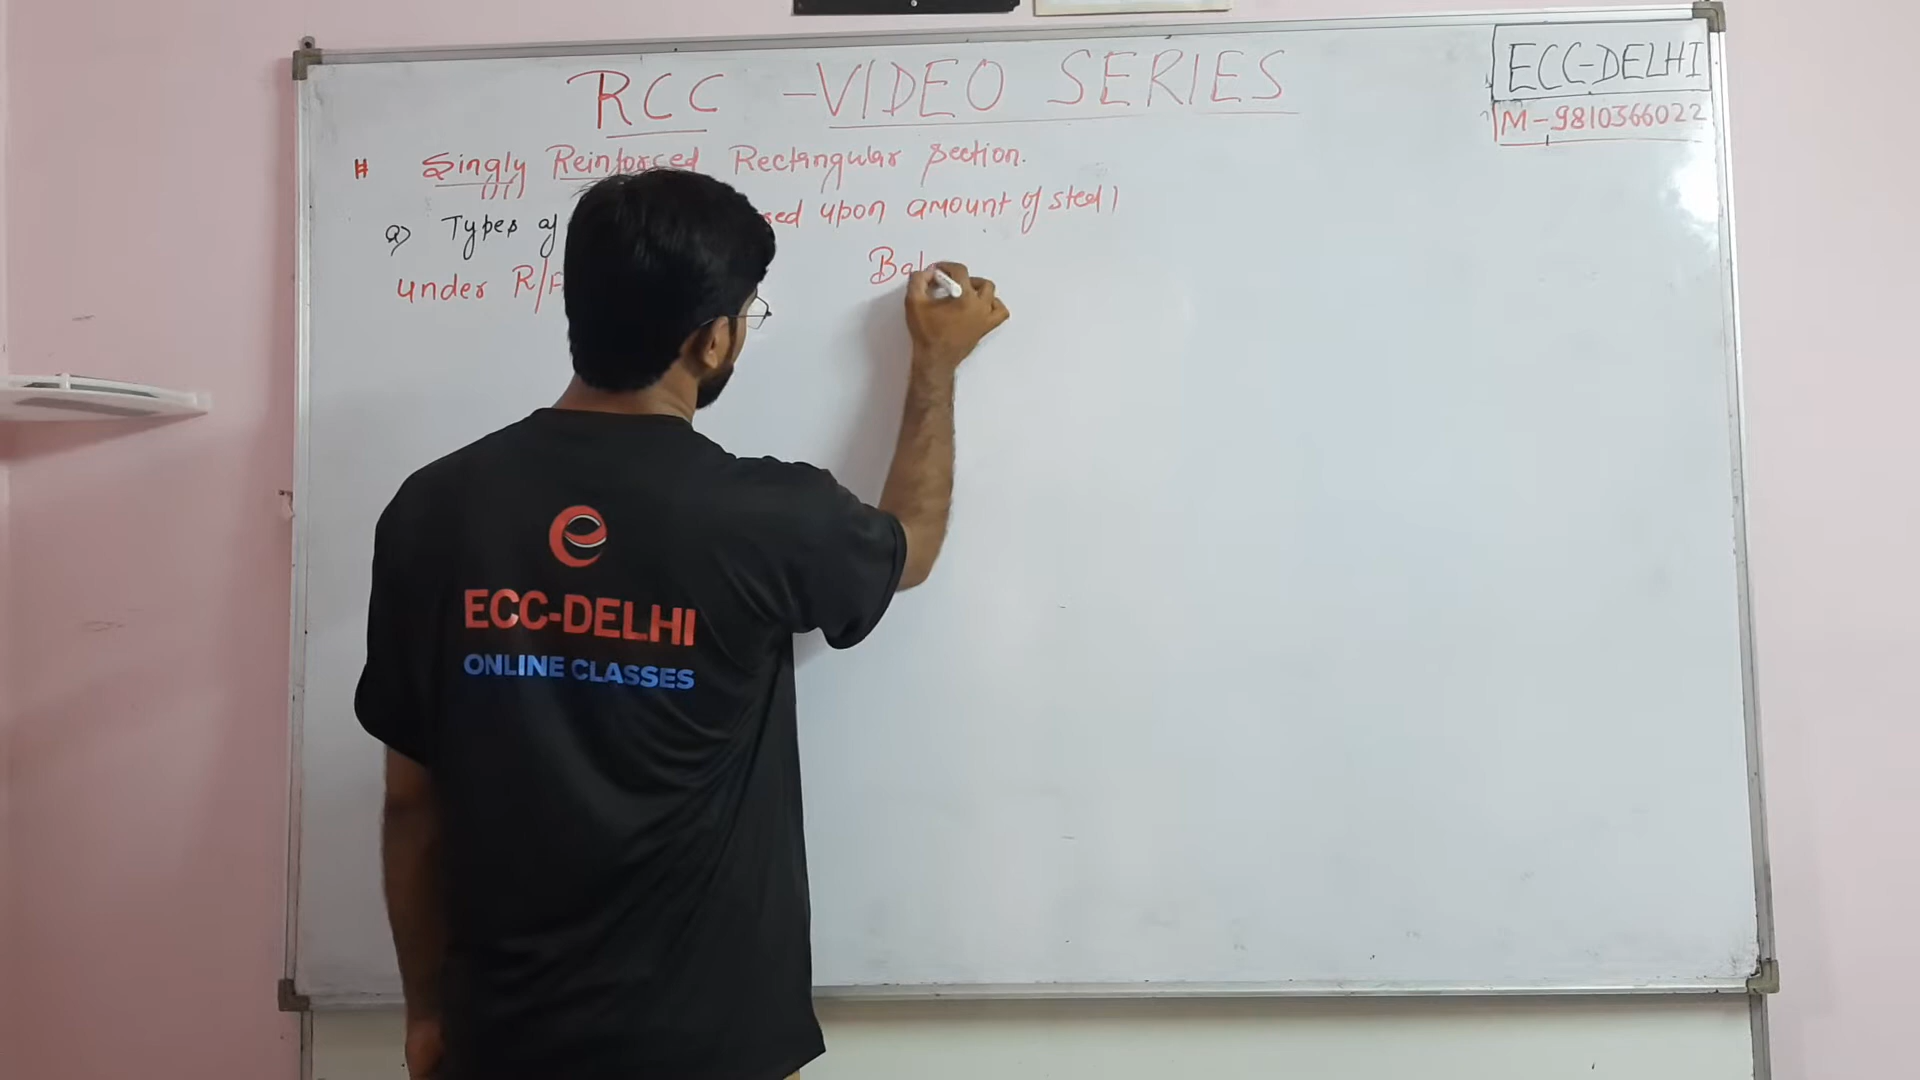 RCC - VIDEO SERIES
ECC-DELHI
M-9810366022
# Singly Reinforced Rectangular Section.
Q) Types of upon amount of steel)
under Bal
ECC-DELHI
ONLINE CLASSES